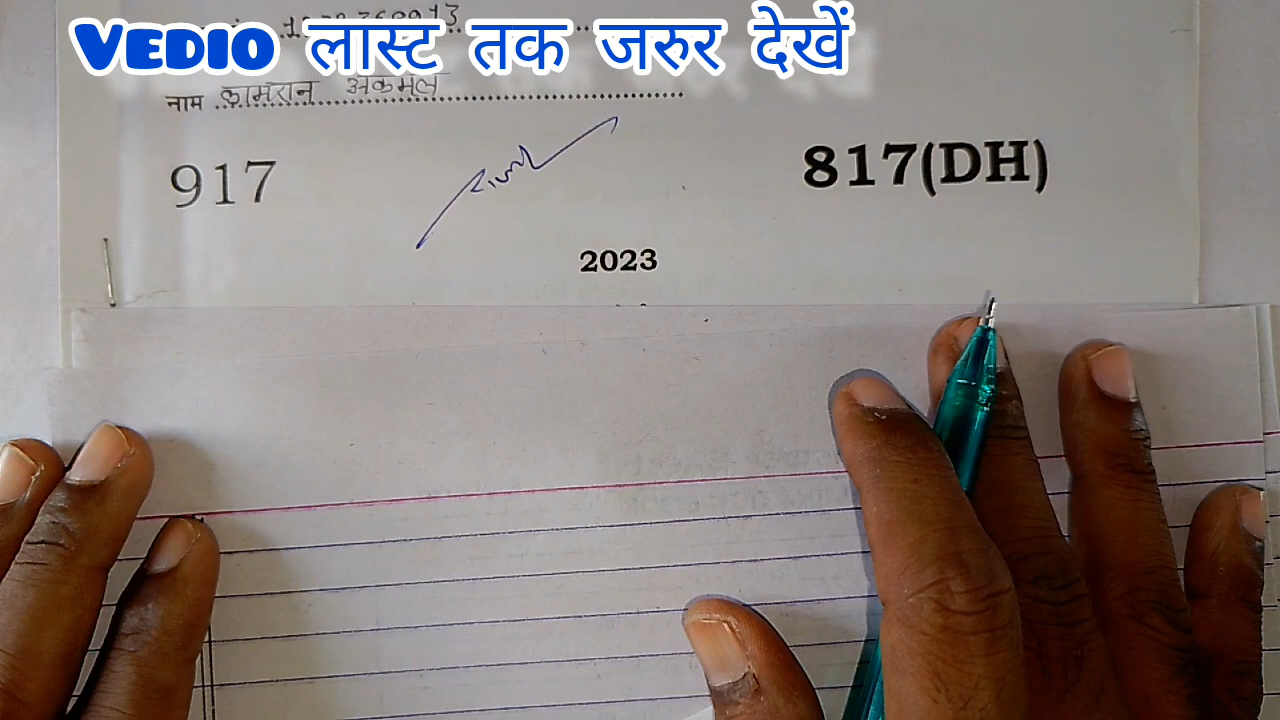 VEDIO लास्ट तक जरुर देखें
नाम कामरान अकमल
917
817(DH)
2023